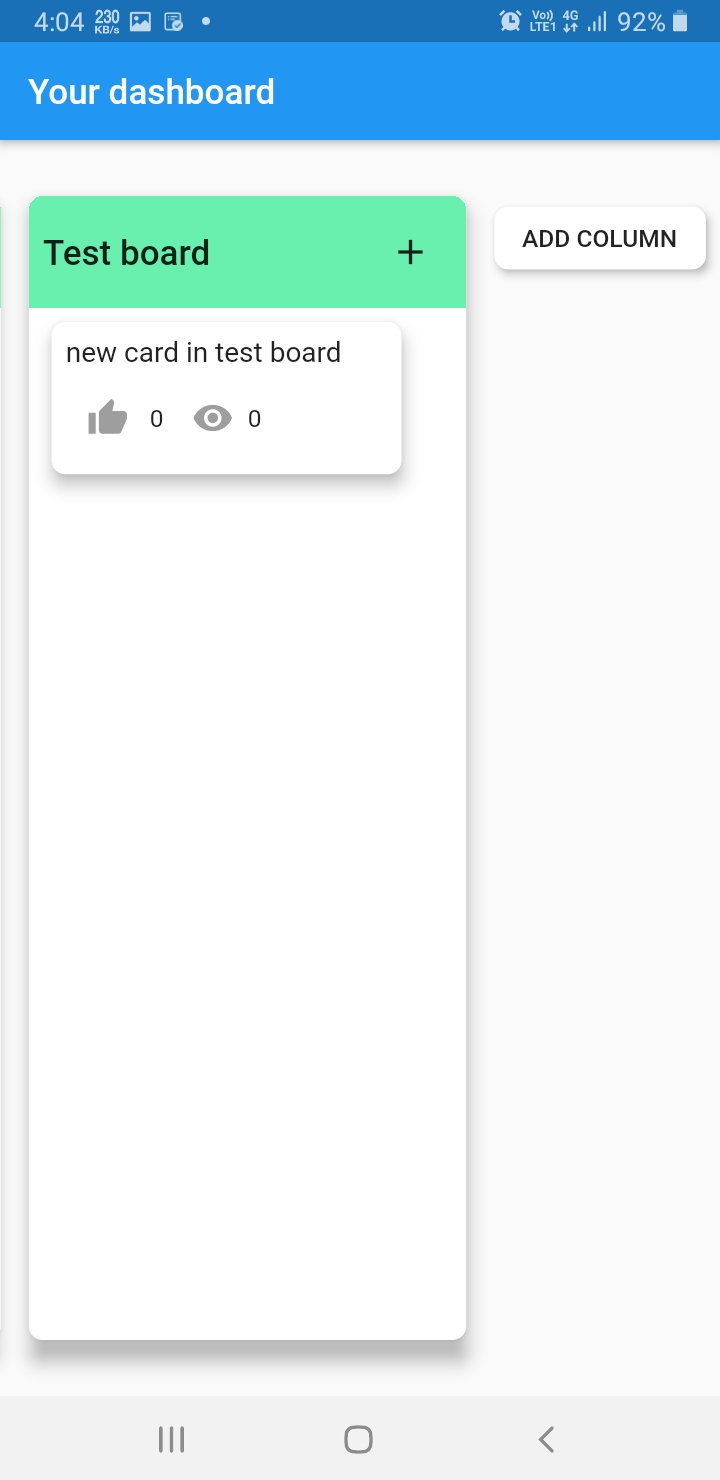 4:04 230 KB/s Vo)) LTE1 4G 92%
Your dashboard
Test board +
ADD COLUMN
new card in test board
0 0